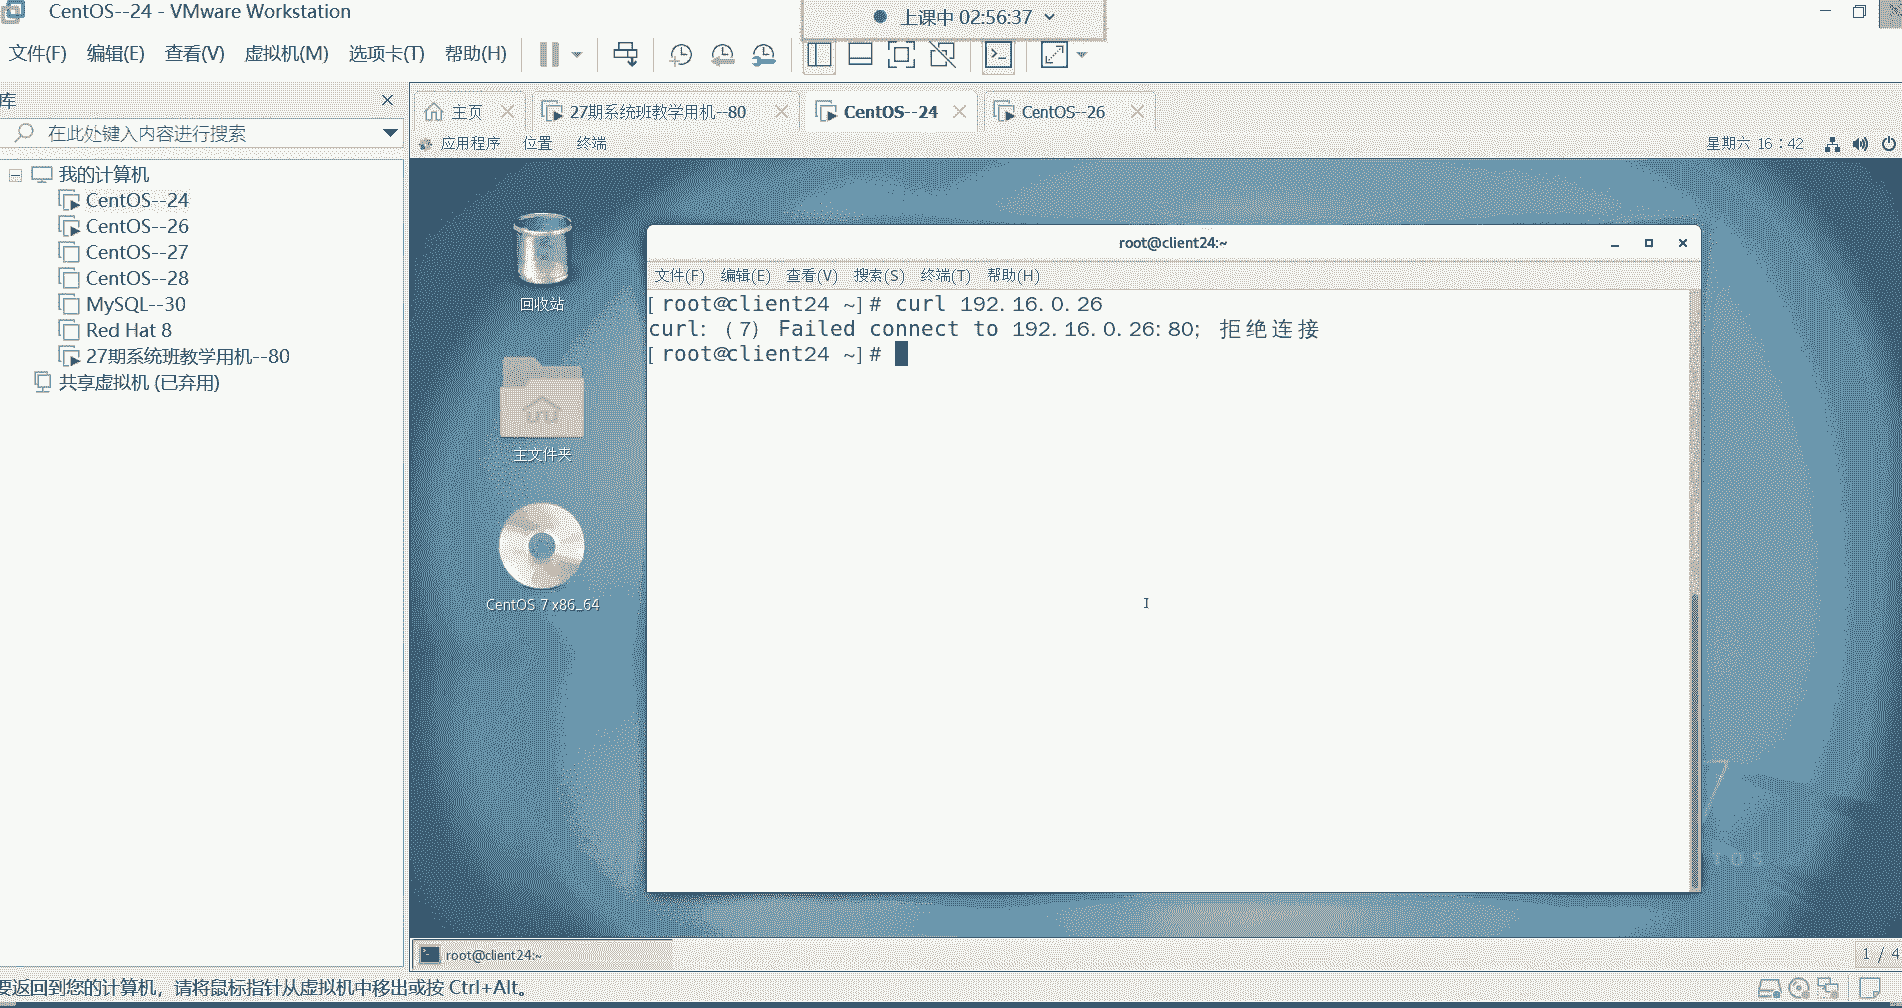 CentOS--24 - VMware Workstation
上课中 02:56:37
文件(F) 编辑(E) 查看(V) 虚拟机(M) 选项卡(T) 帮助(H)
库
在此处键入内容进行搜索
我的计算机
CentOS--24
CentOS--26
CentOS--27
CentOS--28
MySQL--30
Red Hat 8
27期系统班教学用机--80
共享虚拟机 (已弃用)
主页 27期系统班教学用机--80 CentOS--24 CentOS--26
应用程序 位置 终端 星期六 16：42
回收站
主文件夹
CentOS 7 x86_64
root@client24:~
文件(F) 编辑(E) 查看(V) 搜索(S) 终端(T) 帮助(H)
[root@client24 ~]# curl 192.16.0.26
curl: (7) Failed connect to 192.16.0.26:80; 拒绝连接
[root@client24 ~]#
7
TOS
root@client24:~ 1 / 4
要返回到您的计算机，请将鼠标指针从虚拟机中移出或按 Ctrl+Alt。